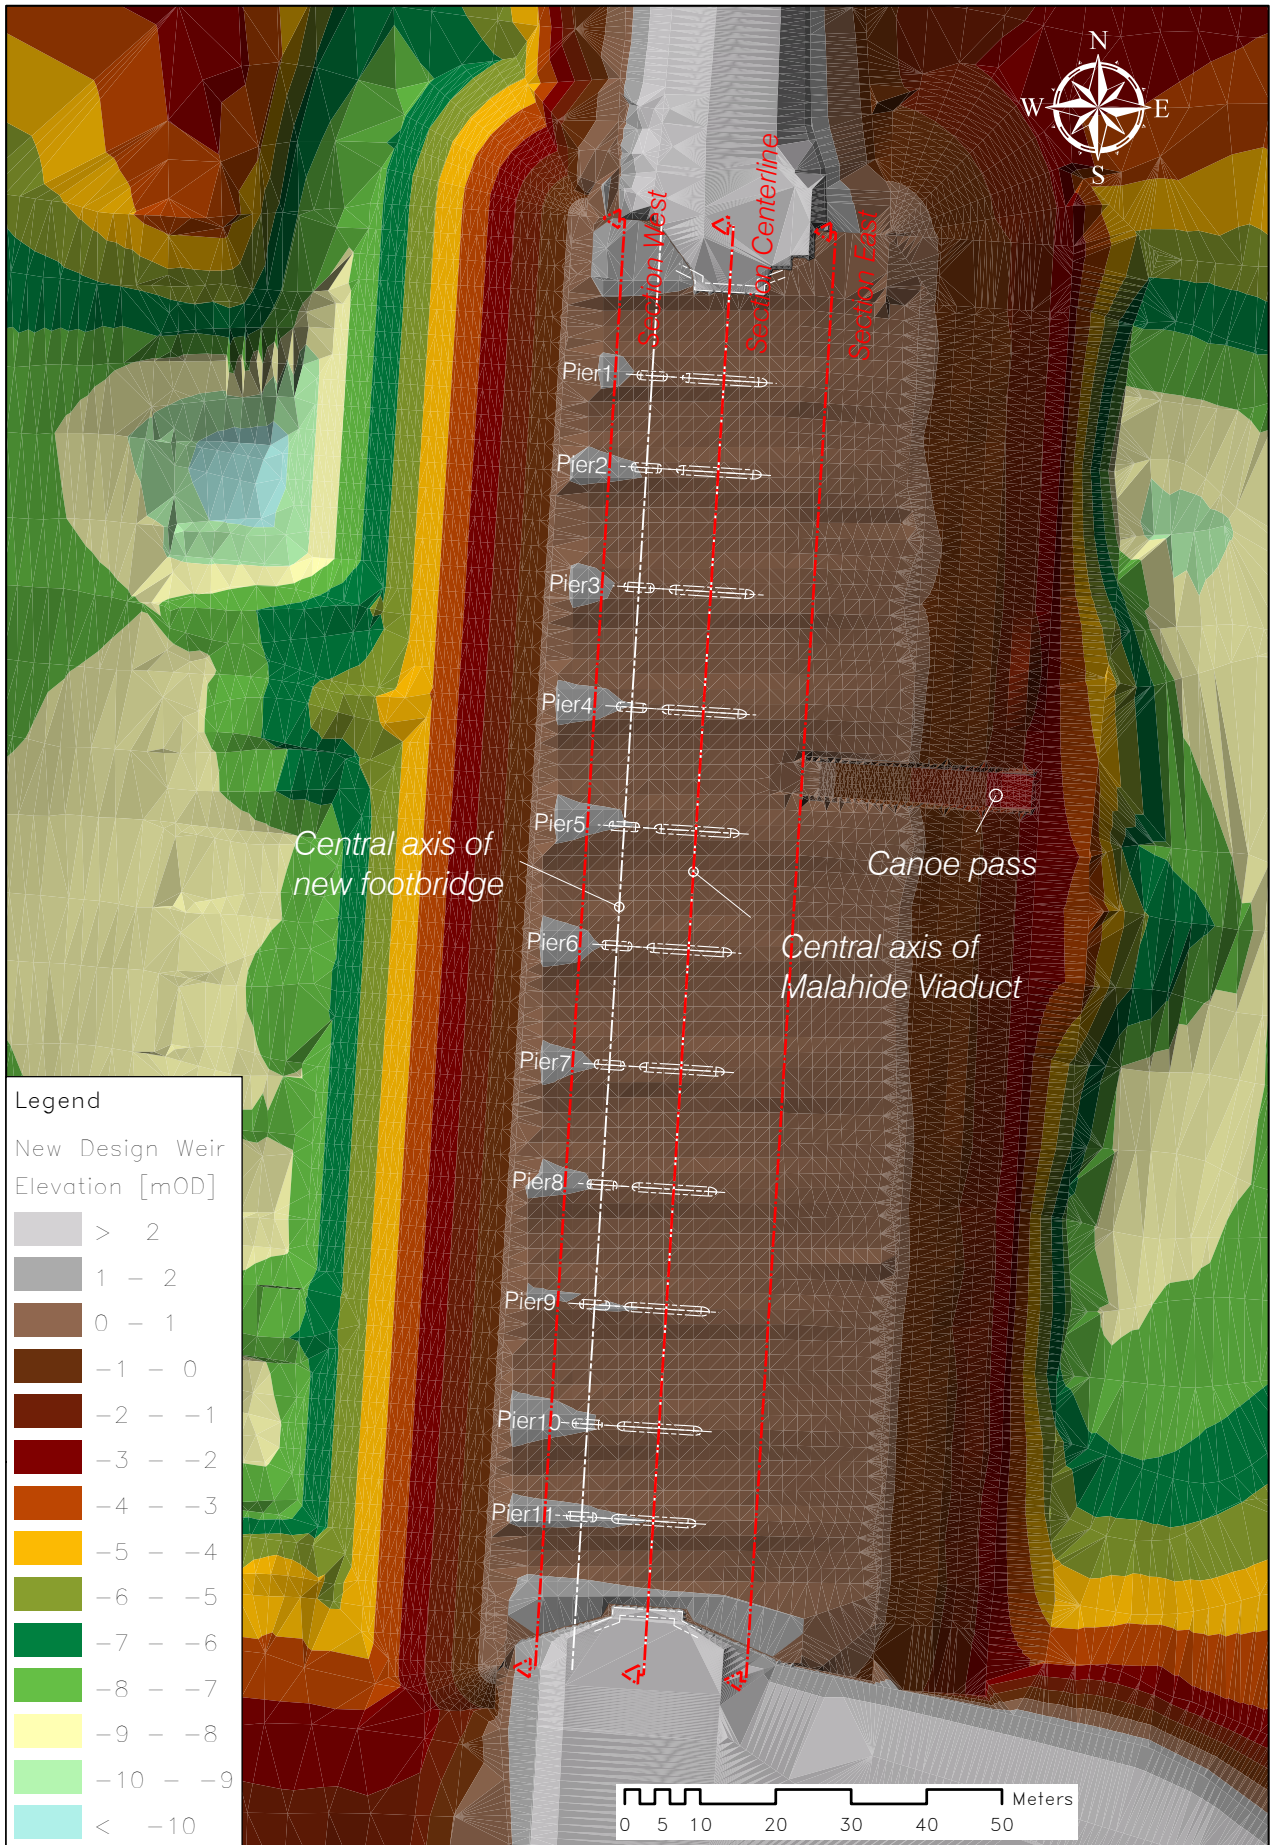 N
W E
S
Section West
Section Centerline
Section East
Pier1
Pier2
Pier3
Pier4
Pier5
Central axis of
new footbridge
Canoe pass
Pier6
Central axis of
Malahide Viaduct
Pier7
Pier8
Pier9
Pier10
Pier11
Legend
New Design Weir
Elevation [mOD]
> 2
1 - 2
0 - 1
-1 - 0
-2 - -1
-3 - -2
-4 - -3
-5 - -4
-6 - -5
-7 - -6
-8 - -7
-9 - -8
-10 - -9
< -10
Meters
0 5 10 20 30 40 50